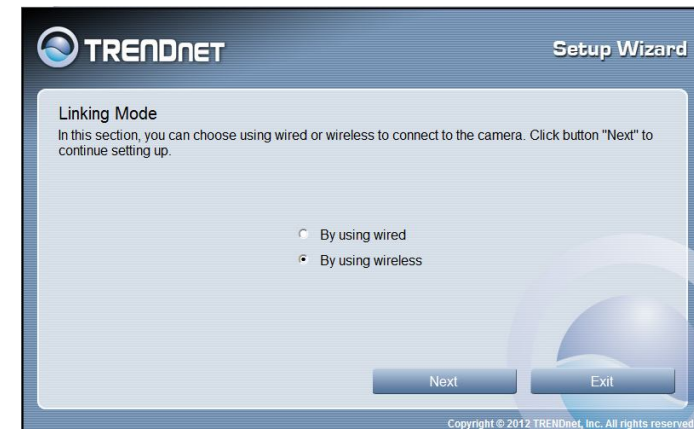 TRENDNET
Setup Wizard
Linking Mode
In this section, you can choose using wired or wireless to connect to the camera. Click button "Next" to
continue setting up.
By using wired
By using wireless
Next
Exit
Copyright © 2012 TRENDnet, Inc. All rights reserved